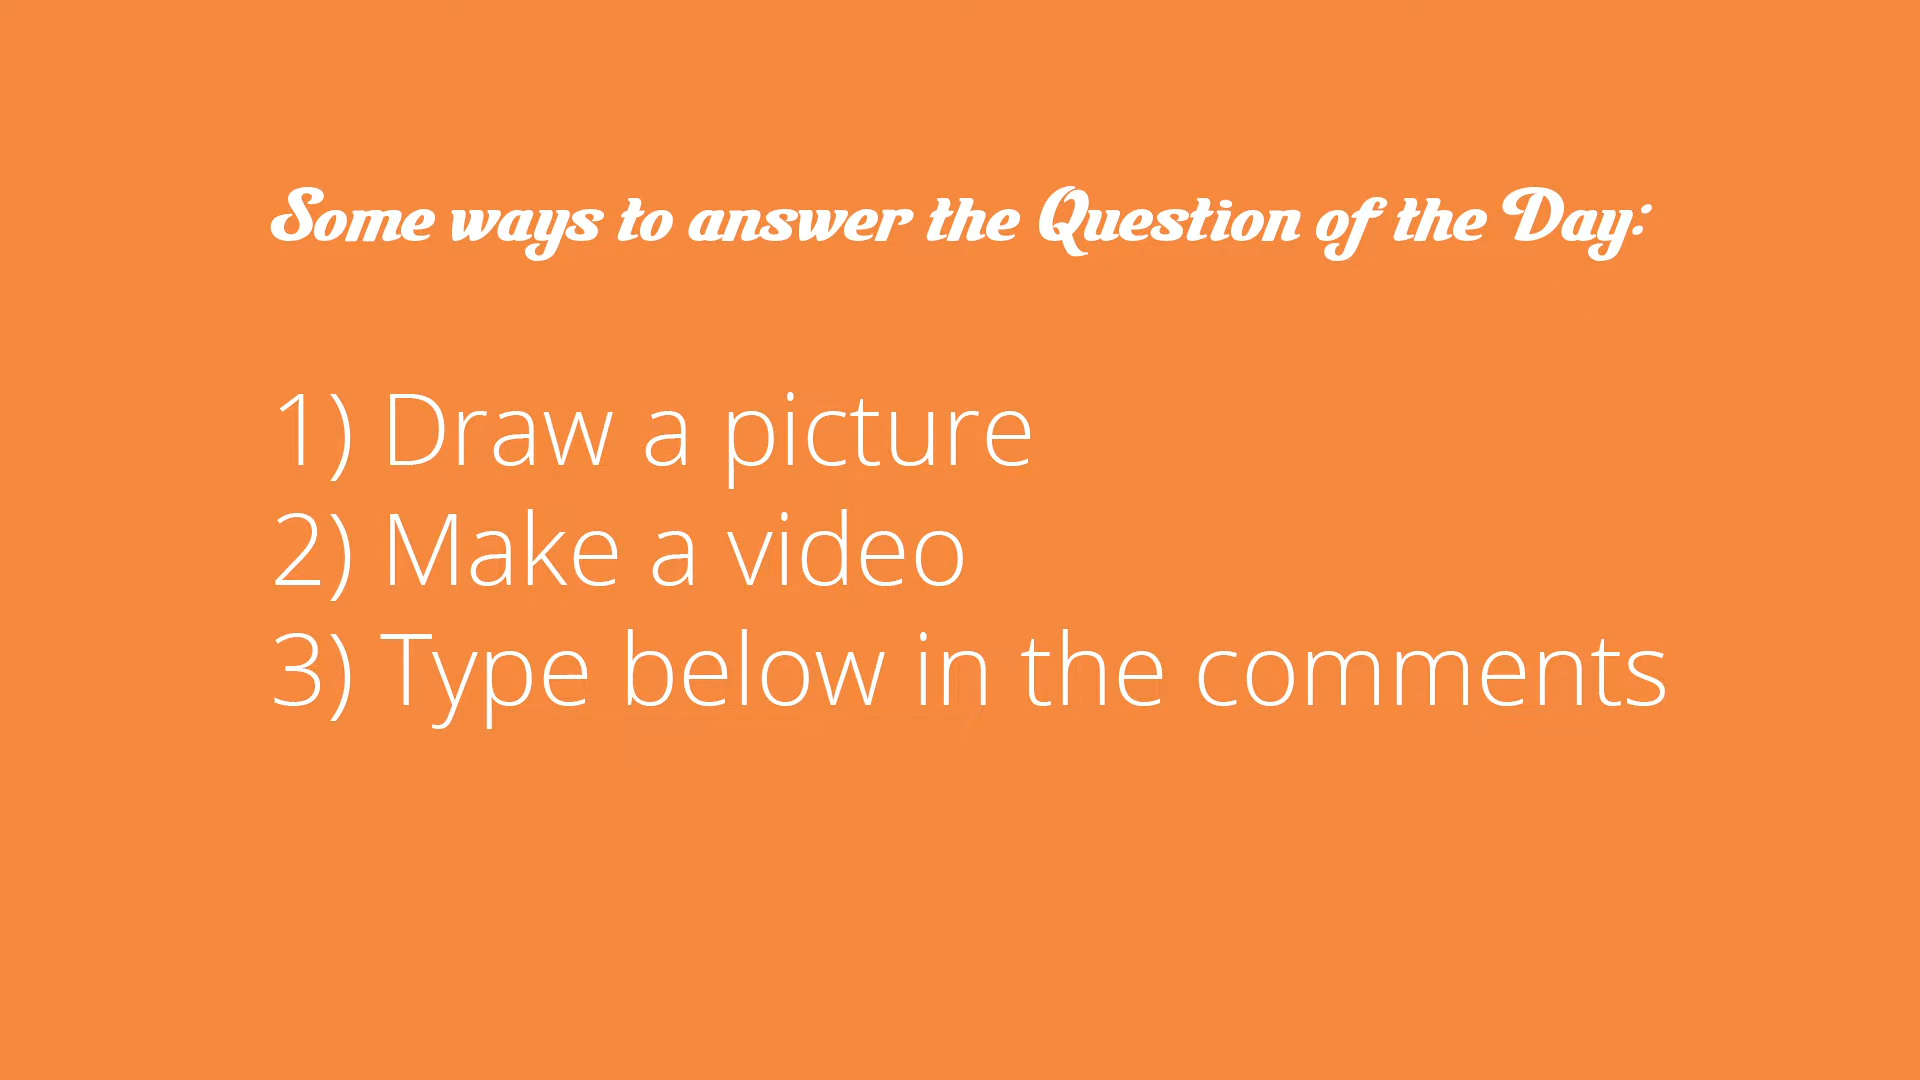 Some ways to answer the Question of the Day:
1) Draw a picture
2) Make a video
3) Type below in the comments